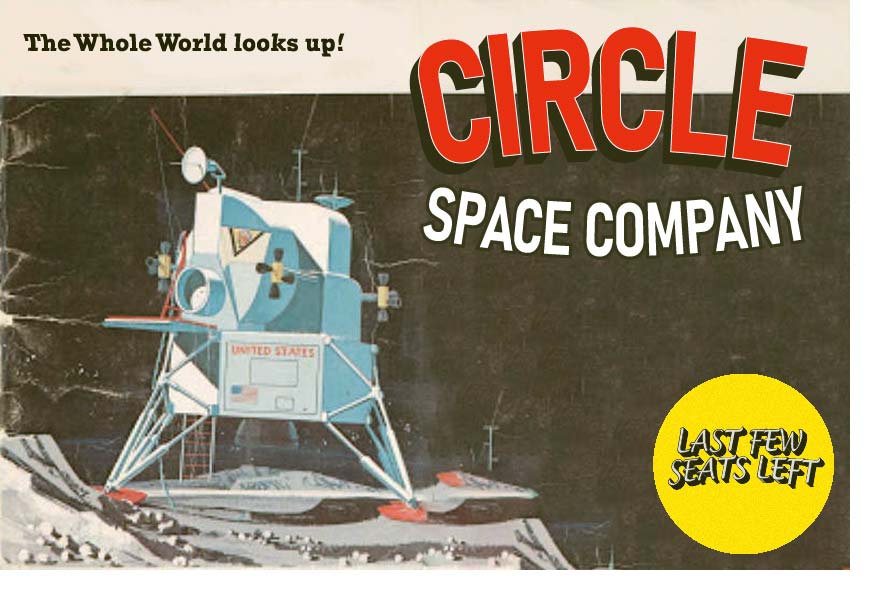 The Whole World looks up!
CIRCLE
SPACE COMPANY
UNITED STATES
LAST FEW
SEATS LEFT